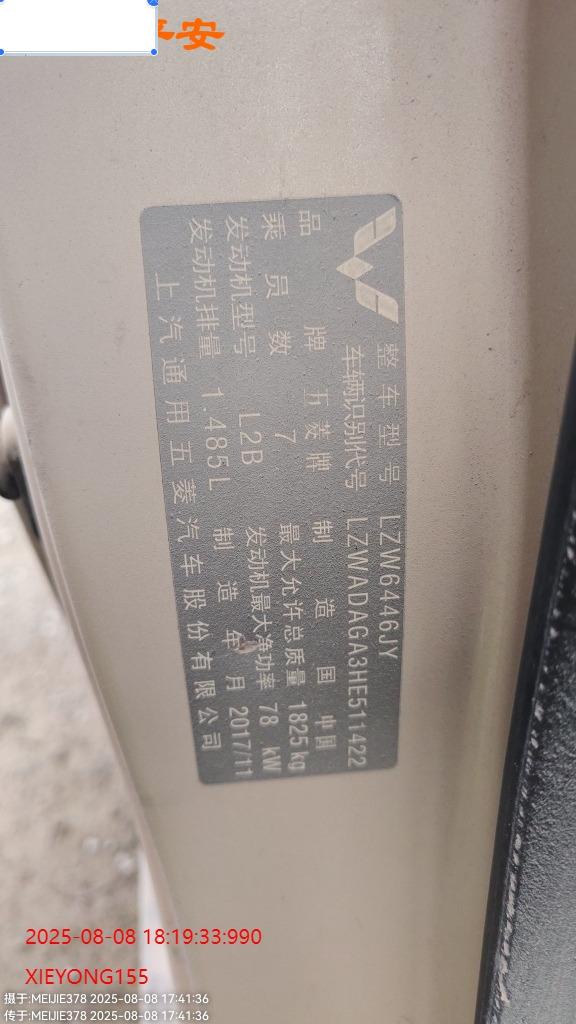 平安
整车型号 LZW6446JY
车辆识别代号 LZWADAGA3HE511422
品牌 五菱牌 制造国 中国
乘员数 7 最大允许总质量 1825 kg
发动机型号 L2B 发动机最大净功率 78 kW
发动机排量 1.485L 制造年月 2017/11
上汽通用五菱汽车股份有限公司
2025-08-08 18:19:33:990
XIEYONG155
摄于:MEIJIE378 2025-08-08 17:41:36
传于:MEIJIE378 2025-08-08 17:41:36